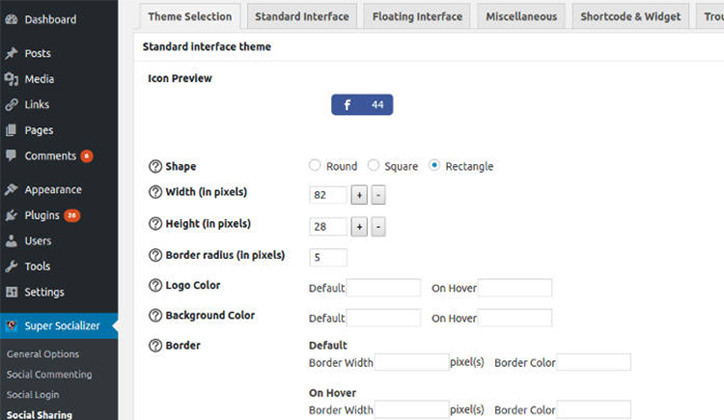 Dashboard
Posts
Media
Links
Pages
Comments 6
Appearance
Plugins 26
Users
Tools
Settings
Super Socializer
General Options
Social Commenting
Social Login
Social Sharing
Theme Selection Standard Interface Floating Interface Miscellaneous Shortcode & Widget Trou
Standard interface theme
Icon Preview
f 44
? Shape Round Square Rectangle
? Width (in pixels) 82 + -
? Height (in pixels) 28 + -
? Border radius (in pixels) 5
? Logo Color Default On Hover
? Background Color Default On Hover
? Border Default
Border Width pixel(s) Border Color
On Hover
Border Width pixel(s) Border Color